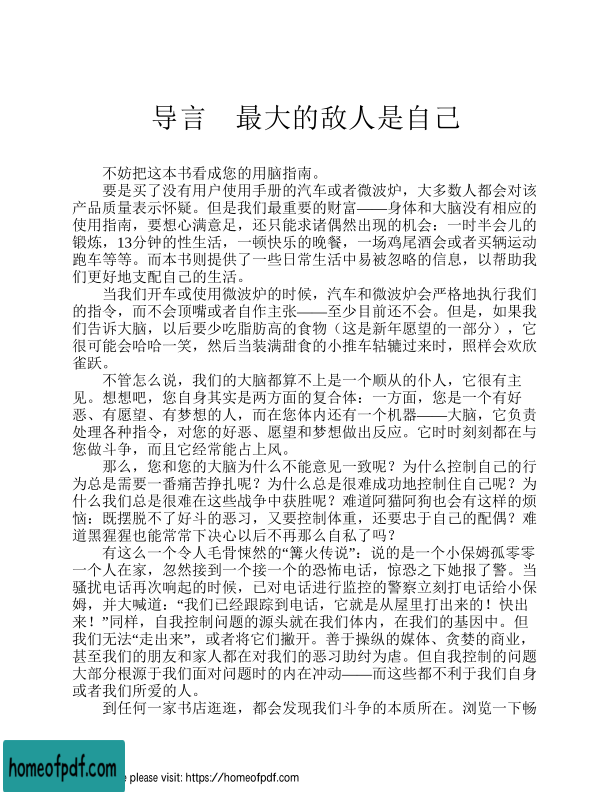 导言　最大的敌人是自己
不妨把这本书看成您的用脑指南。
要是买了没有用户使用手册的汽车或者微波炉，大多数人都会对该
产品质量表示怀疑。但是我们最重要的财富——身体和大脑没有相应的
使用指南，要想心满意足，还只能求诸偶然出现的机会：一时半会儿的
锻炼，13分钟的性生活，一顿快乐的晚餐，一场鸡尾酒会或者买辆运动
跑车等等。而本书则提供了一些日常生活中易被忽略的信息，以帮助我
们更好地支配自己的生活。
当我们开车或使用微波炉的时候，汽车和微波炉会严格地执行我们
的指令，而不会顶嘴或者自作主张——至少目前还不会。但是，如果我
们告诉大脑，以后要少吃脂肪高的食物（这是新年愿望的一部分），它
很可能会哈哈一笑，然后当装满甜食的小推车轱辘过来时，照样会欢欣
雀跃。
不管怎么说，我们的大脑都算不上是一个顺从的仆人，它很有主
见。想想吧，您自身其实是两方面的复合体：一方面，您是一个有好
恶、有愿望、有梦想的人，而在您体内还有一个机器——大脑，它负责
处理各种指令，对您的好恶、愿望和梦想做出反应。它时时刻刻都在与
您做斗争，而且它经常能占上风。
那么，您和您的大脑为什么不能意见一致呢？为什么控制自己的行
为总是需要一番痛苦挣扎呢？为什么总是很难成功地控制住自己呢？为
什么我们总是很难在这些战争中获胜呢？难道阿猫阿狗也会有这样的烦
恼：既摆脱不了好斗的恶习，又要控制体重，还要忠于自己的配偶？难
道黑猩猩也能常常下决心以后不再那么自私了吗？
有这么一个令人毛骨悚然的“篝火传说”：说的是一个小保姆孤零零
一个人在家，忽然接到一个接一个的恐怖电话，惊恐之下她报了警。当
骚扰电话再次响起的时候，已对电话进行监控的警察立刻打电话给小保
姆，并大喊道：“我们已经跟踪到电话，它就是从屋里打出来的！快出
来！”同样，自我控制问题的源头就在我们体内，在我们的基因中。但
我们无法“走出来”，或者将它们撇开。善于操纵的媒体、贪婪的商业，
甚至我们的朋友和家人都在对我们的恶习助纣为虐。但自我控制的问题
大部分根源于我们面对问题时的内在冲动——而这些都不利于我们自身
或者我们所爱的人。
到任何一家书店逛逛，都会发现我们斗争的本质所在。浏览一下畅
homeofpdf.com
e please visit: https://homeofpdf.com